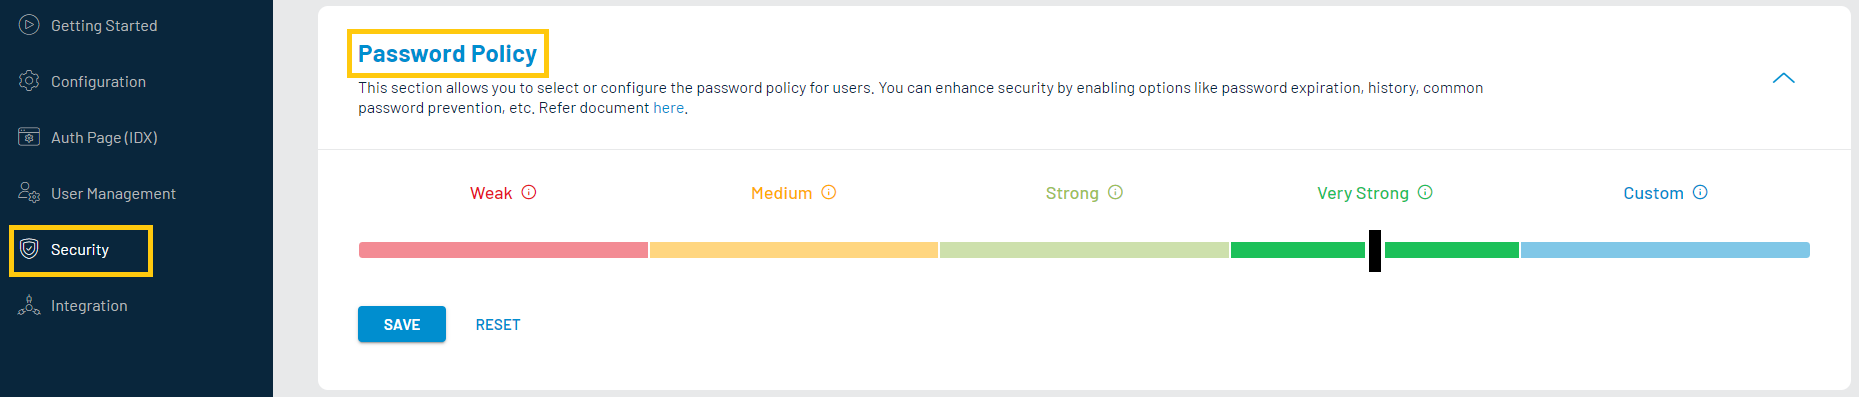 Getting Started
Configuration
Auth Page (IDX)
User Management
Security
Integration
Password Policy
This section allows you to select or configure the password policy for users. You can enhance security by enabling options like password expiration, history, common
password prevention, etc. Refer document here.
Weak
Medium
Strong
Very Strong
Custom
SAVE
RESET